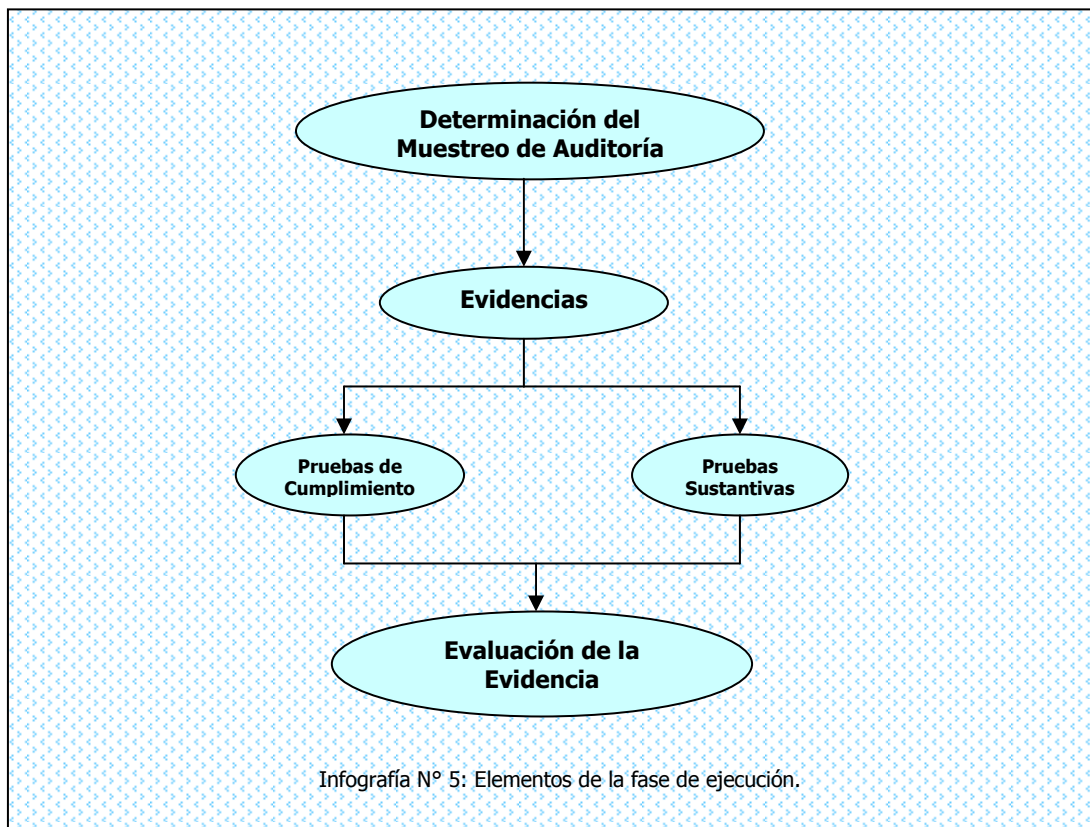 Determinación del
Muestreo de Auditoría
Evidencias
Pruebas de
Cumplimiento
Pruebas
Sustantivas
Evaluación de la
Evidencia
Infografía N° 5: Elementos de la fase de ejecución.